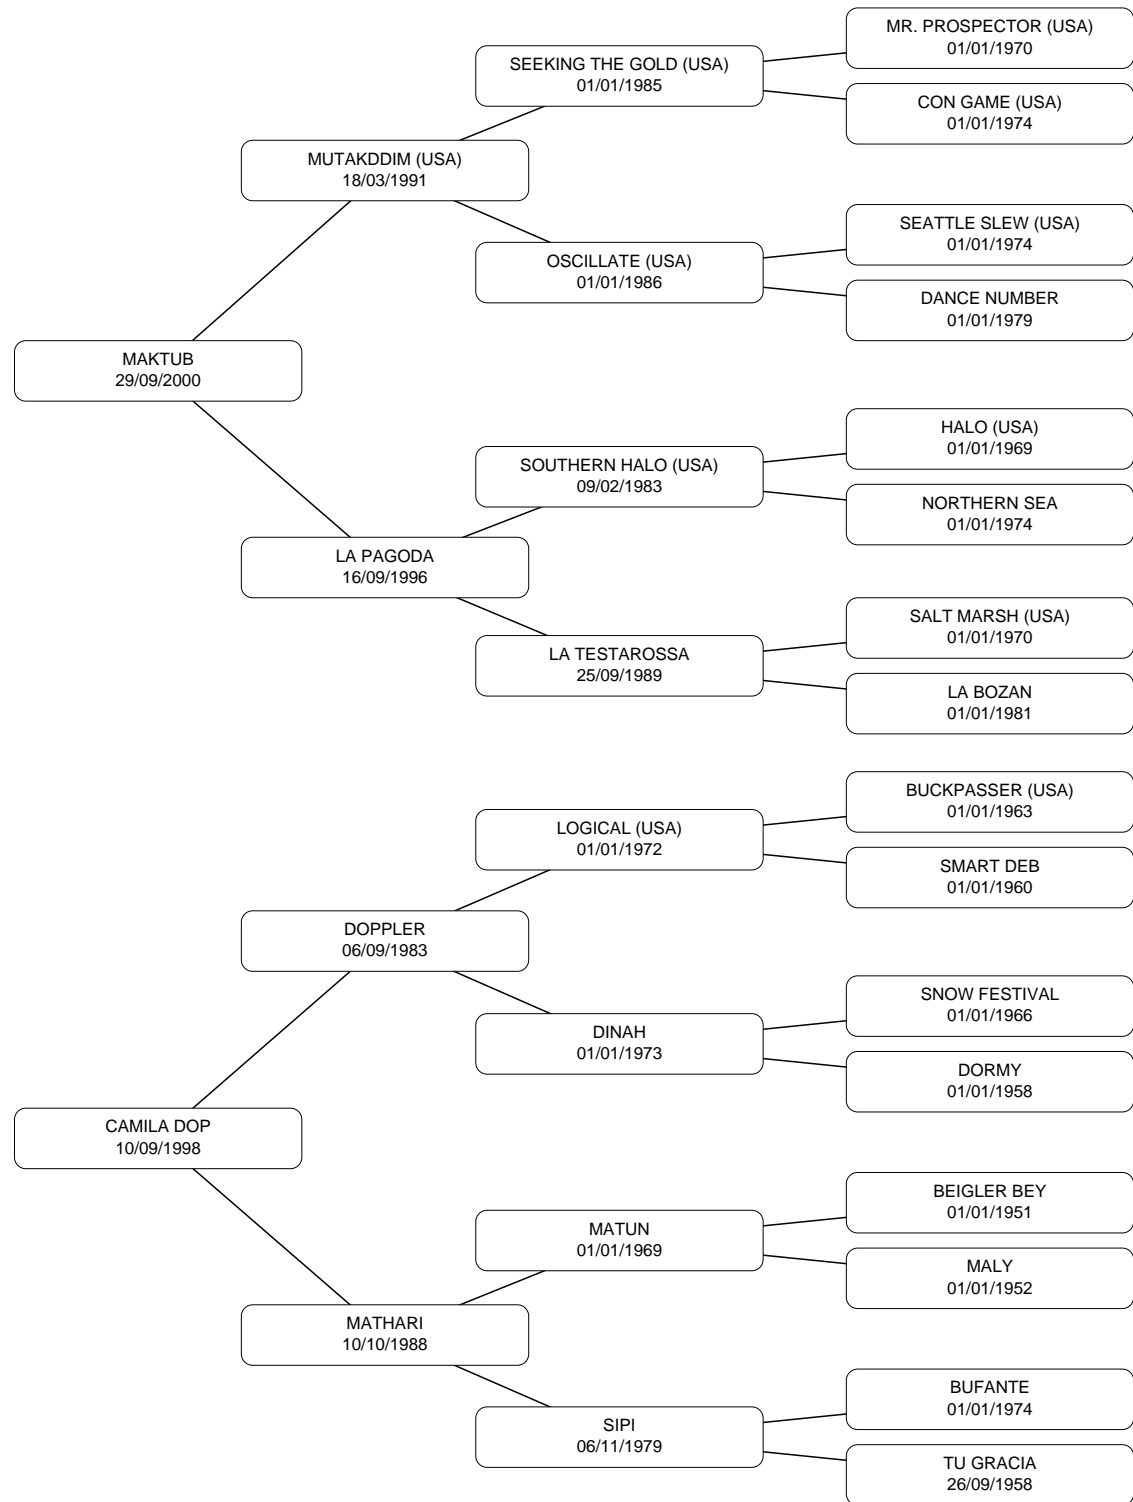 MR. PROSPECTOR (USA)
01/01/1970
SEEKING THE GOLD (USA)
01/01/1985
CON GAME (USA)
01/01/1974
MUTAKDDIM (USA)
18/03/1991
SEATTLE SLEW (USA)
01/01/1974
OSCILLATE (USA)
01/01/1986
DANCE NUMBER
01/01/1979
MAKTUB
29/09/2000
HALO (USA)
01/01/1969
SOUTHERN HALO (USA)
09/02/1983
NORTHERN SEA
01/01/1974
LA PAGODA
16/09/1996
SALT MARSH (USA)
01/01/1970
LA TESTAROSSA
25/09/1989
LA BOZAN
01/01/1981
BUCKPASSER (USA)
01/01/1963
LOGICAL (USA)
01/01/1972
SMART DEB
01/01/1960
DOPPLER
06/09/1983
SNOW FESTIVAL
01/01/1966
DINAH
01/01/1973
DORMY
01/01/1958
CAMILA DOP
10/09/1998
BEIGLER BEY
01/01/1951
MATUN
01/01/1969
MALY
01/01/1952
MATHARI
10/10/1988
BUFANTE
01/01/1974
SIPI
06/11/1979
TU GRACIA
26/09/1958